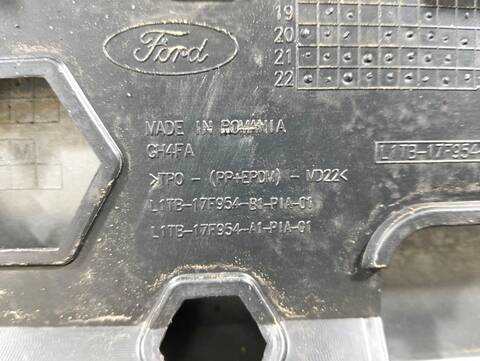 19
20
21
22
Ford
MADE IN ROMANIA
CH4FA
>TPO - (PP+EPDM) - MD22<
L1TB-17F954
L1TB-17F954-B1-PIA-01
L1TB-17F954-A1-PIA-01